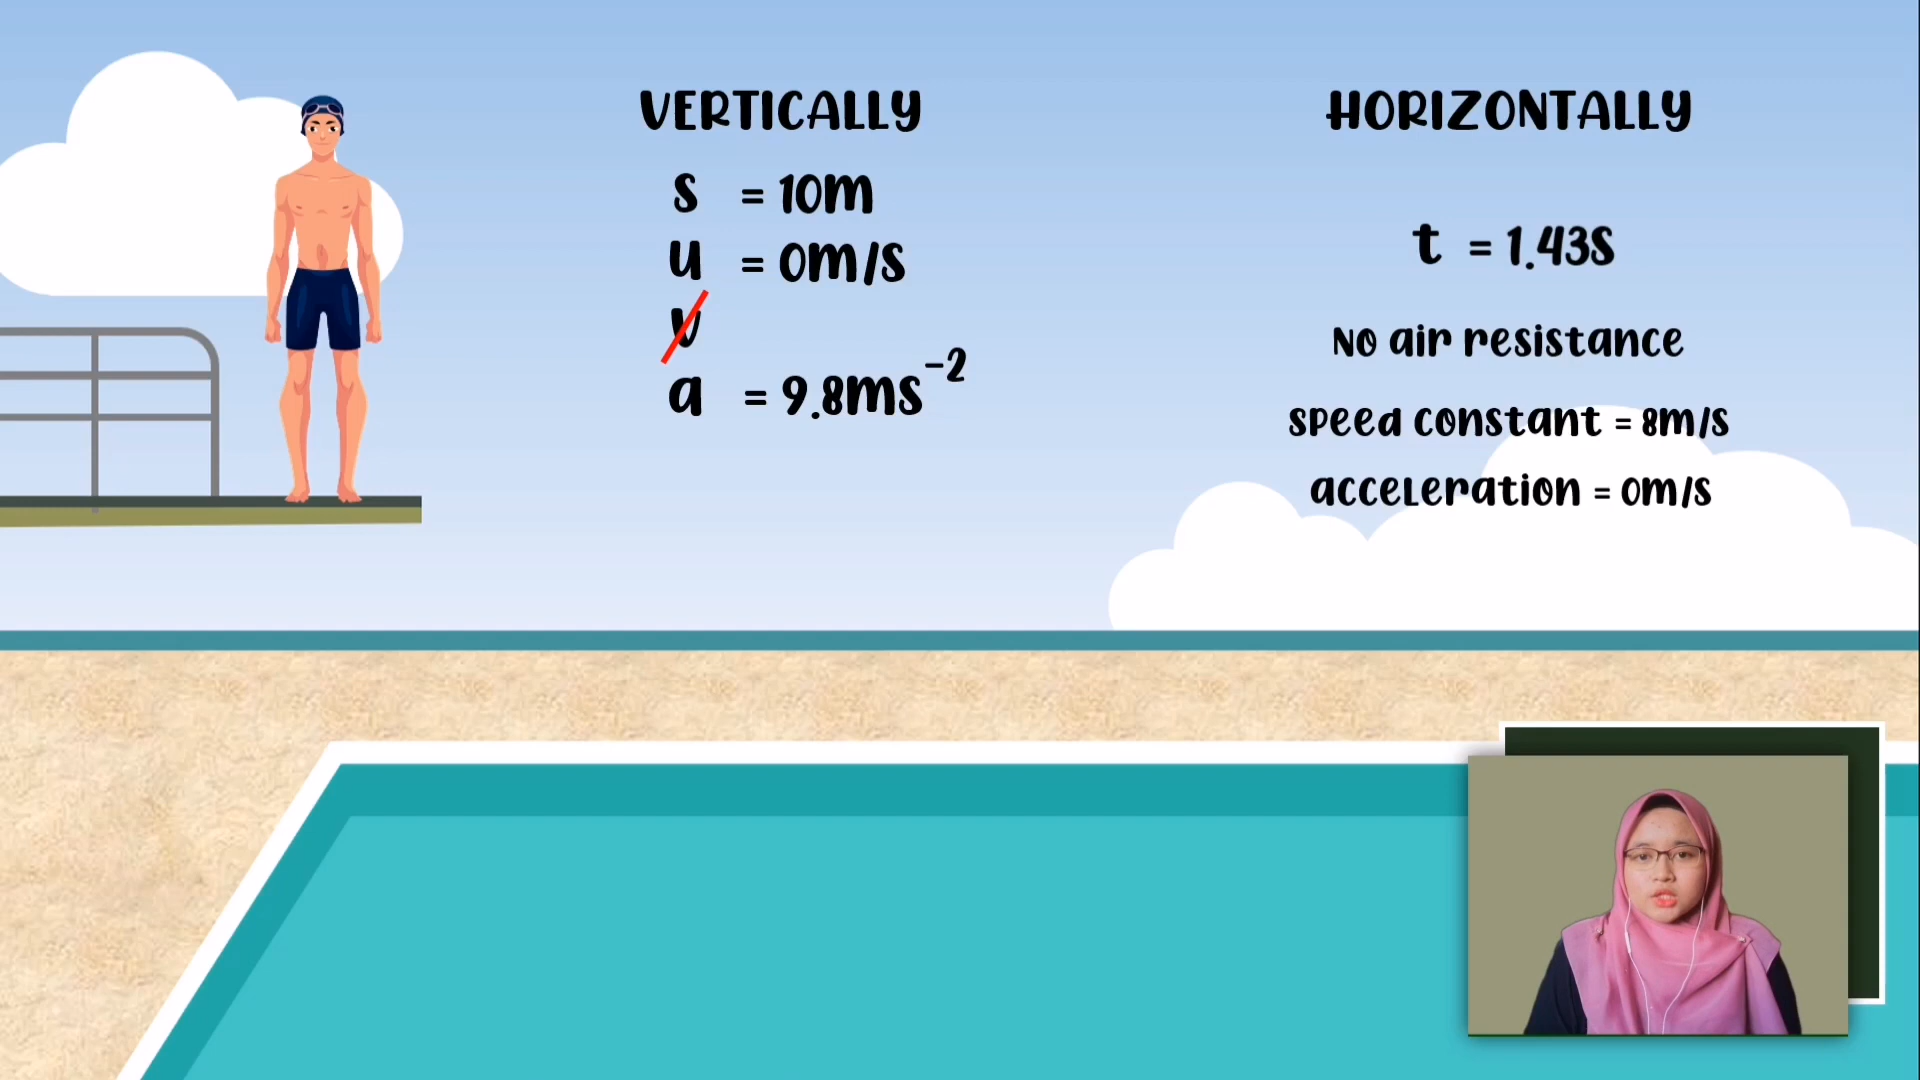 VERTICALLY
s = 10m
u = 0m/s
v
a = 9.8ms⁻²
HORIZONTALLY
t = 1.43s
No air resistance
speed constant = 8m/s
acceleration = 0m/s